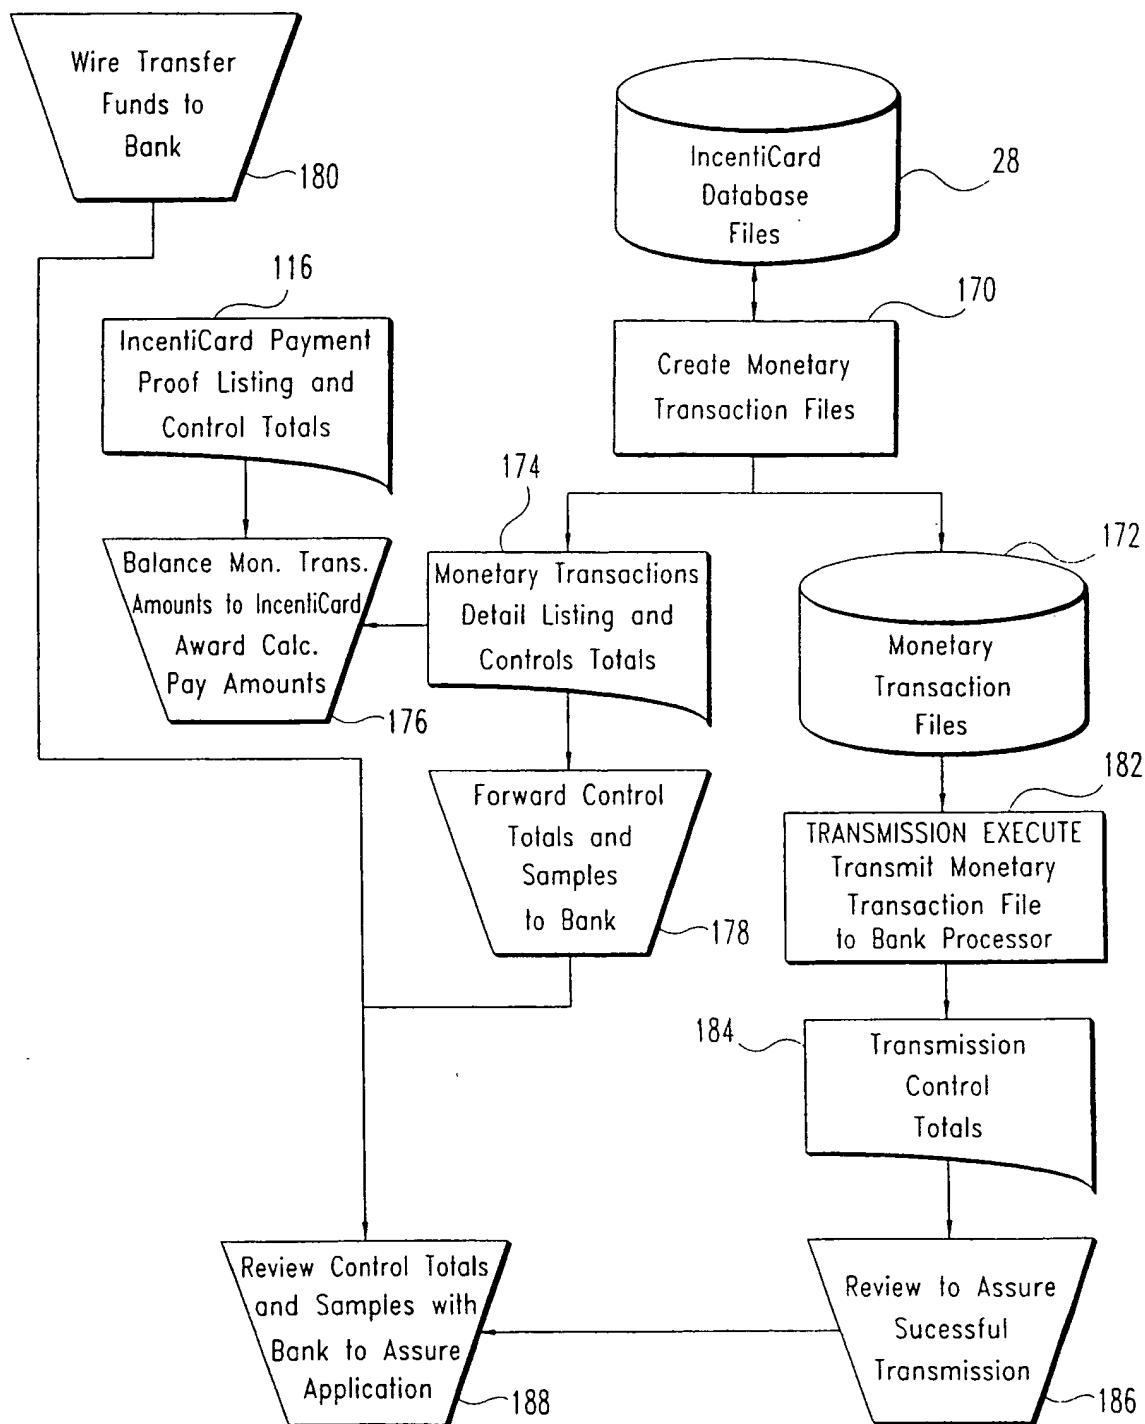 Wire Transfer
Funds to
Bank
180
IncentiCard
Database
Files
28
116
IncentiCard Payment
Proof Listing and
Control Totals
170
Create Monetary
Transaction Files
174
172
Balance Mon. Trans.
Amounts to IncentiCard
Award Calc.
Pay Amounts
176
Monetary Transactions
Detail Listing and
Controls Totals
Monetary
Transaction
Files
182
Forward Control
Totals and
Samples
to Bank
178
TRANSMISSION EXECUTE
Transmit Monetary
Transaction File
to Bank Processor
184
Transmission
Control
Totals
Review Control Totals
and Samples with
Bank to Assure
Application
188
Review to Assure
Sucessful
Transmission
186